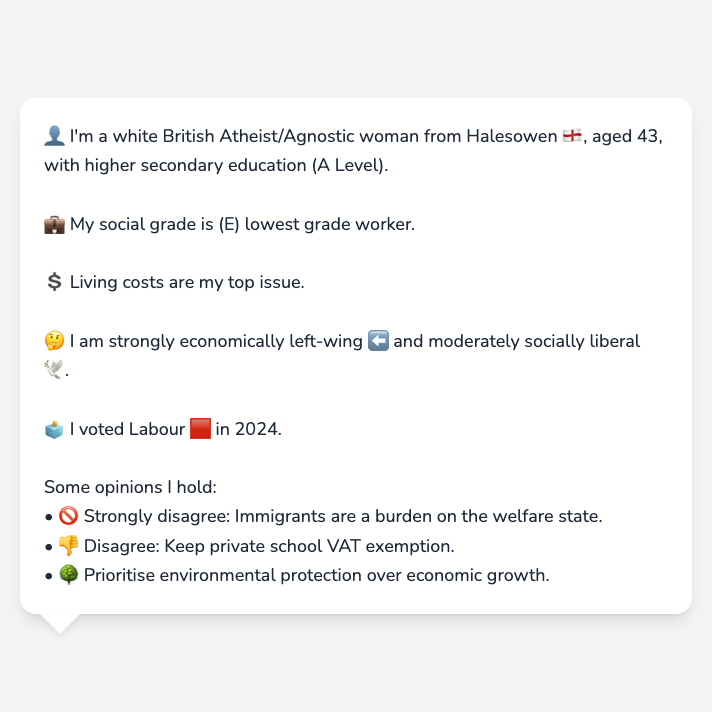 👤 I'm a white British Atheist/Agnostic woman from Halesowen 🏴󠁧󠁢󠁥󠁮󠁧󠁿, aged 43,
with higher secondary education (A Level).
💼 My social grade is (E) lowest grade worker.
💲 Living costs are my top issue.
🤔 I am strongly economically left-wing ⬅️ and moderately socially liberal
🕊️.
🗳️ I voted Labour 🟥 in 2024.
Some opinions I hold:
• 🚫 Strongly disagree: Immigrants are a burden on the welfare state.
• 👎 Disagree: Keep private school VAT exemption.
• 🌳 Prioritise environmental protection over economic growth.